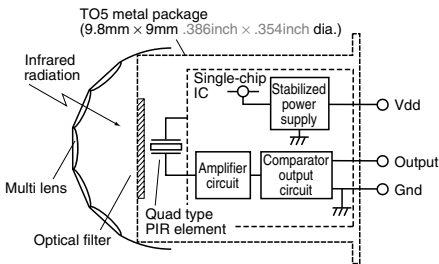 TO5 metal package
(9.8mm × 9mm .386inch × .354inch dia.)
Infrared
radiation
Single-chip
IC
Stabilized
power
supply
Vdd
Amplifier
circuit
Comparator
output
circuit
Output
Gnd
Multi lens
Quad type
PIR element
Optical filter